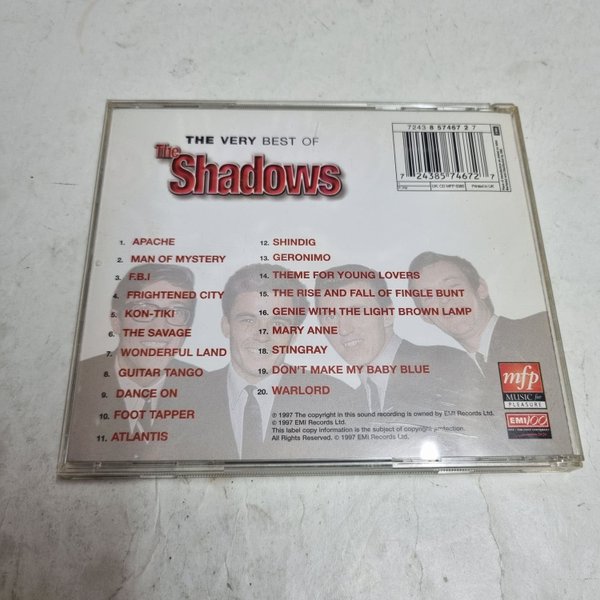 7243 8 57467 2 7
THE VERY BEST OF
The Shadows
7 24385 74672 7
UK: CD MFP 6385
Printed in UK
1. APACHE
2. MAN OF MYSTERY
3. F.B.I
4. FRIGHTENED CITY
5. KON-TIKI
6. THE SAVAGE
7. WONDERFUL LAND
8. GUITAR TANGO
9. DANCE ON
10. FOOT TAPPER
11. ATLANTIS
12. SHINDIG
13. GERONIMO
14. THEME FOR YOUNG LOVERS
15. THE RISE AND FALL OF FINGLE BUNT
16. GENIE WITH THE LIGHT BROWN LAMP
17. MARY ANNE
18. STINGRAY
19. DON'T MAKE MY BABY BLUE
20. WARLORD
℗ 1997 The copyright in this sound recording is owned by EMI Records Ltd.
© 1997 EMI Records Ltd.
This label copy information is the subject of copyright protection.
All Rights Reserved. © 1997 EMI Records Ltd.
mfp
MUSIC for
PLEASURE
EMI 100